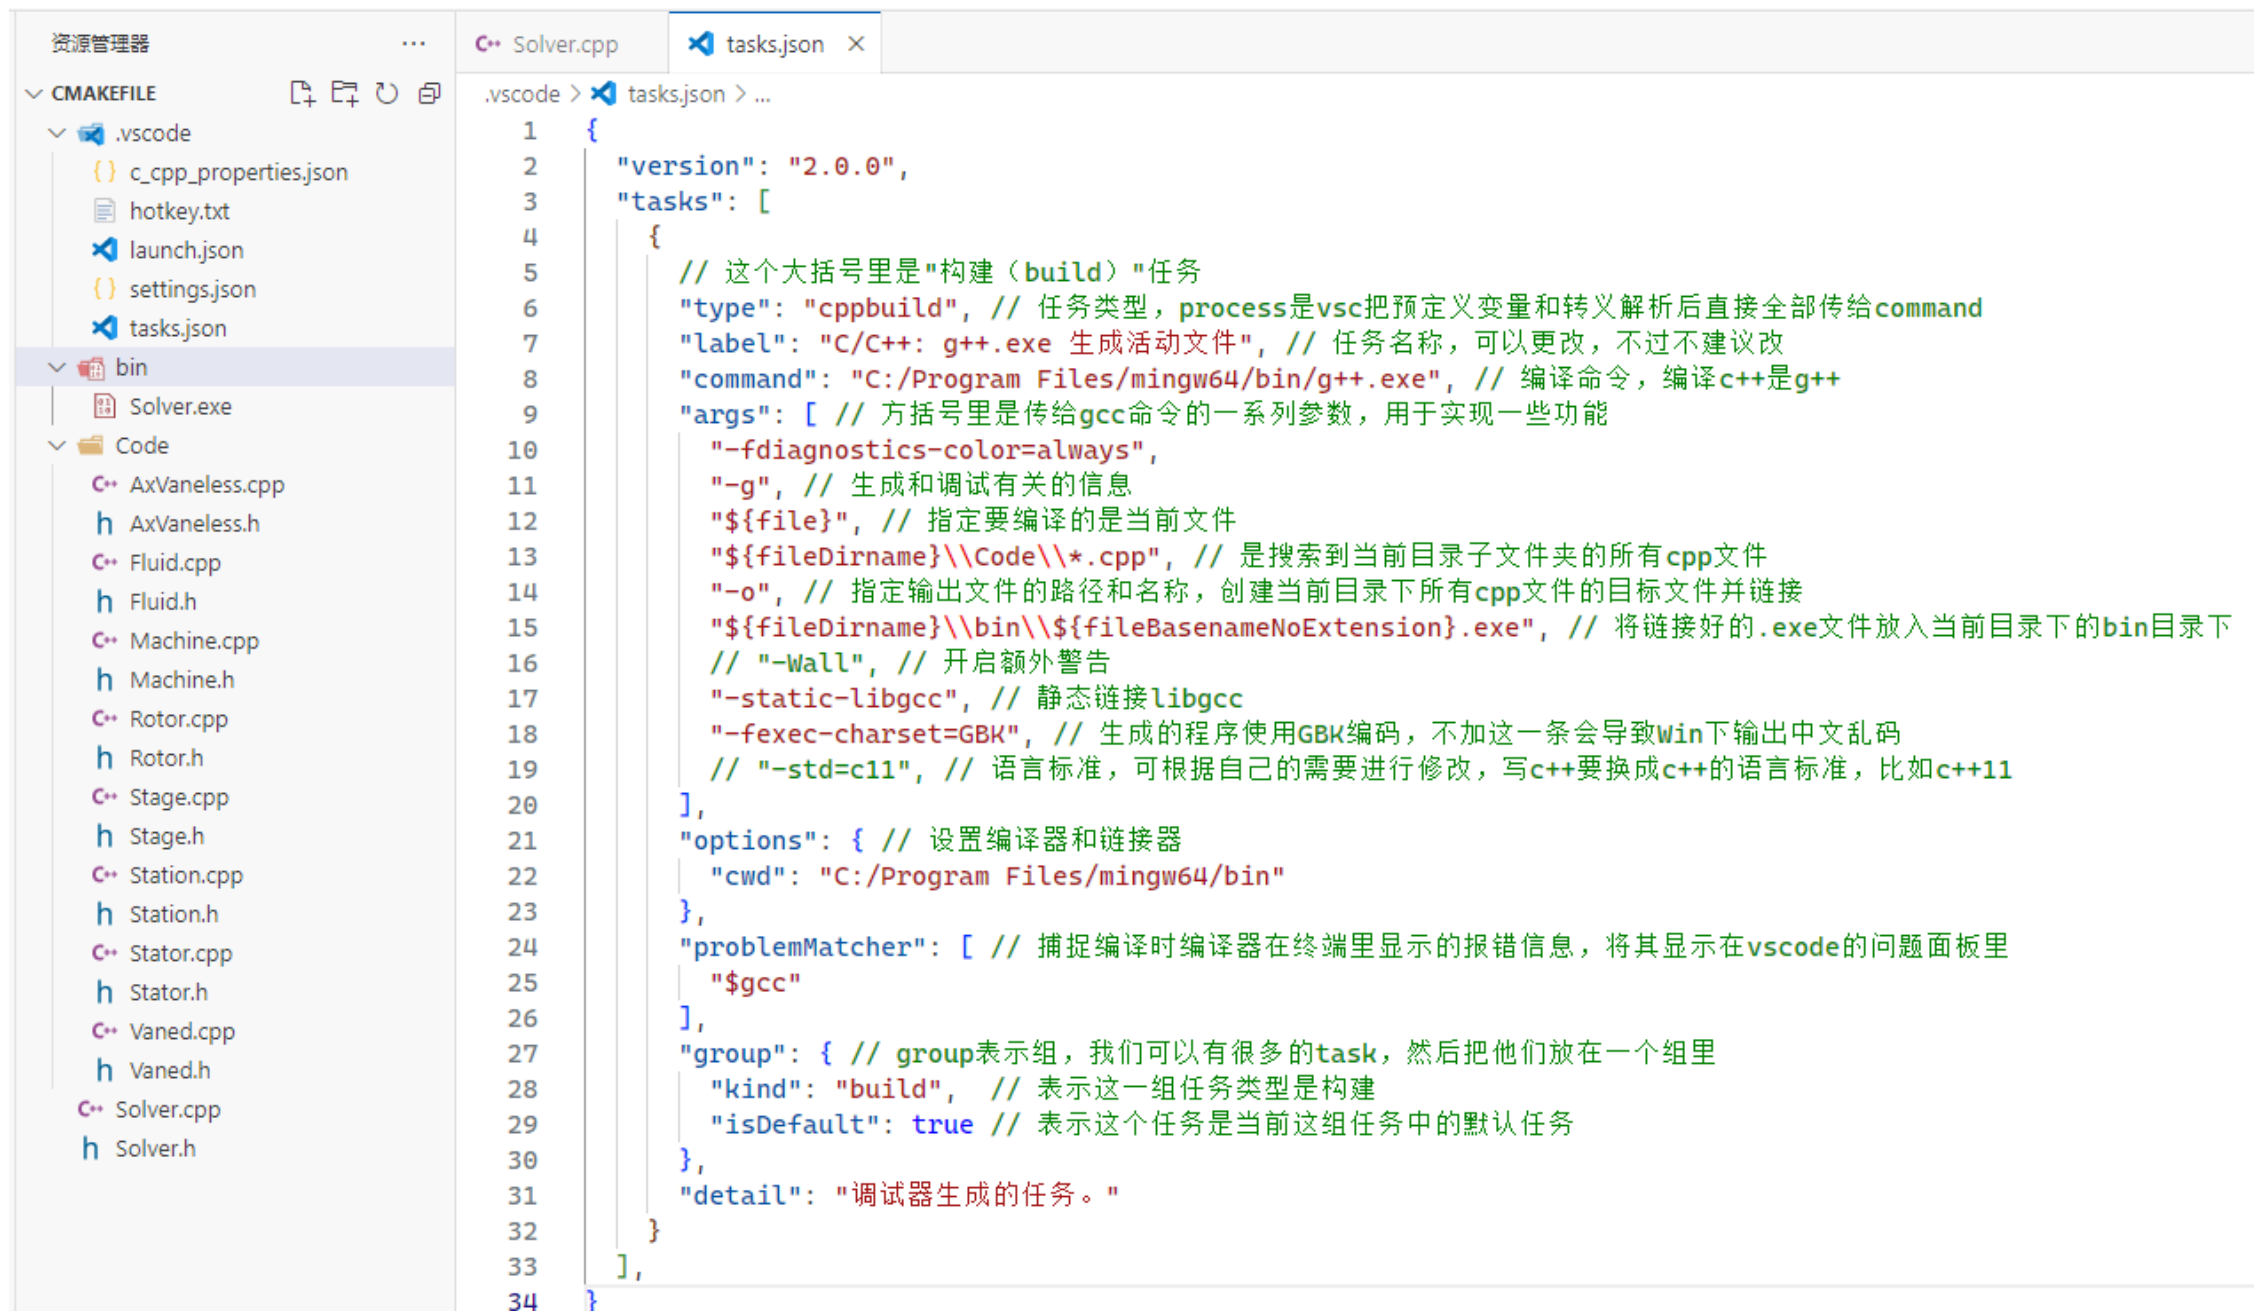 资源管理器
CMAKEFILE
.vscode
c_cpp_properties.json
hotkey.txt
launch.json
settings.json
tasks.json
bin
Solver.exe
Code
AxVaneless.cpp
AxVaneless.h
Fluid.cpp
Fluid.h
Machine.cpp
Machine.h
Rotor.cpp
Rotor.h
Stage.cpp
Stage.h
Station.cpp
Station.h
Stator.cpp
Stator.h
Vaned.cpp
Vaned.h
Solver.cpp
Solver.h
Solver.cpp tasks.json
.vscode > tasks.json > ...
1 {
2 "version": "2.0.0",
3 "tasks": [
4 {
5 // 这个大括号里是"构建（build）"任务
6 "type": "cppbuild", // 任务类型，process是vsc把预定义变量和转义解析后直接全部传给command
7 "label": "C/C++: g++.exe 生成活动文件", // 任务名称，可以更改，不过不建议改
8 "command": "C:/Program Files/mingw64/bin/g++.exe", // 编译命令，编译c++是g++
9 "args": [ // 方括号里是传给gcc命令的一系列参数，用于实现一些功能
10 "-fdiagnostics-color=always",
11 "-g", // 生成和调试有关的信息
12 "${file}", // 指定要编译的是当前文件
13 "${fileDirname}\\Code\\*.cpp", // 是搜索到当前目录子文件夹的所有cpp文件
14 "-o", // 指定输出文件的路径和名称，创建当前目录下所有cpp文件的目标文件并链接
15 "${fileDirname}\\bin\\${fileBasenameNoExtension}.exe", // 将链接好的.exe文件放入当前目录下的bin目录下
16 // "-Wall", // 开启额外警告
17 "-static-libgcc", // 静态链接libgcc
18 "-fexec-charset=GBK", // 生成的程序使用GBK编码，不加这一条会导致Win下输出中文乱码
19 // "-std=c11", // 语言标准，可根据自己的需要进行修改，写c++要换成c++的语言标准，比如c++11
20 ],
21 "options": { // 设置编译器和链接器
22 "cwd": "C:/Program Files/mingw64/bin"
23 },
24 "problemMatcher": [ // 捕捉编译时编译器在终端里显示的报错信息，将其显示在vscode的问题面板里
25 "$gcc"
26 ],
27 "group": { // group表示组，我们可以有很多的task，然后把他们放在一个组里
28 "kind": "build", // 表示这一组任务类型是构建
29 "isDefault": true // 表示这个任务是当前这组任务中的默认任务
30 },
31 "detail": "调试器生成的任务。"
32 }
33 ],
34 }